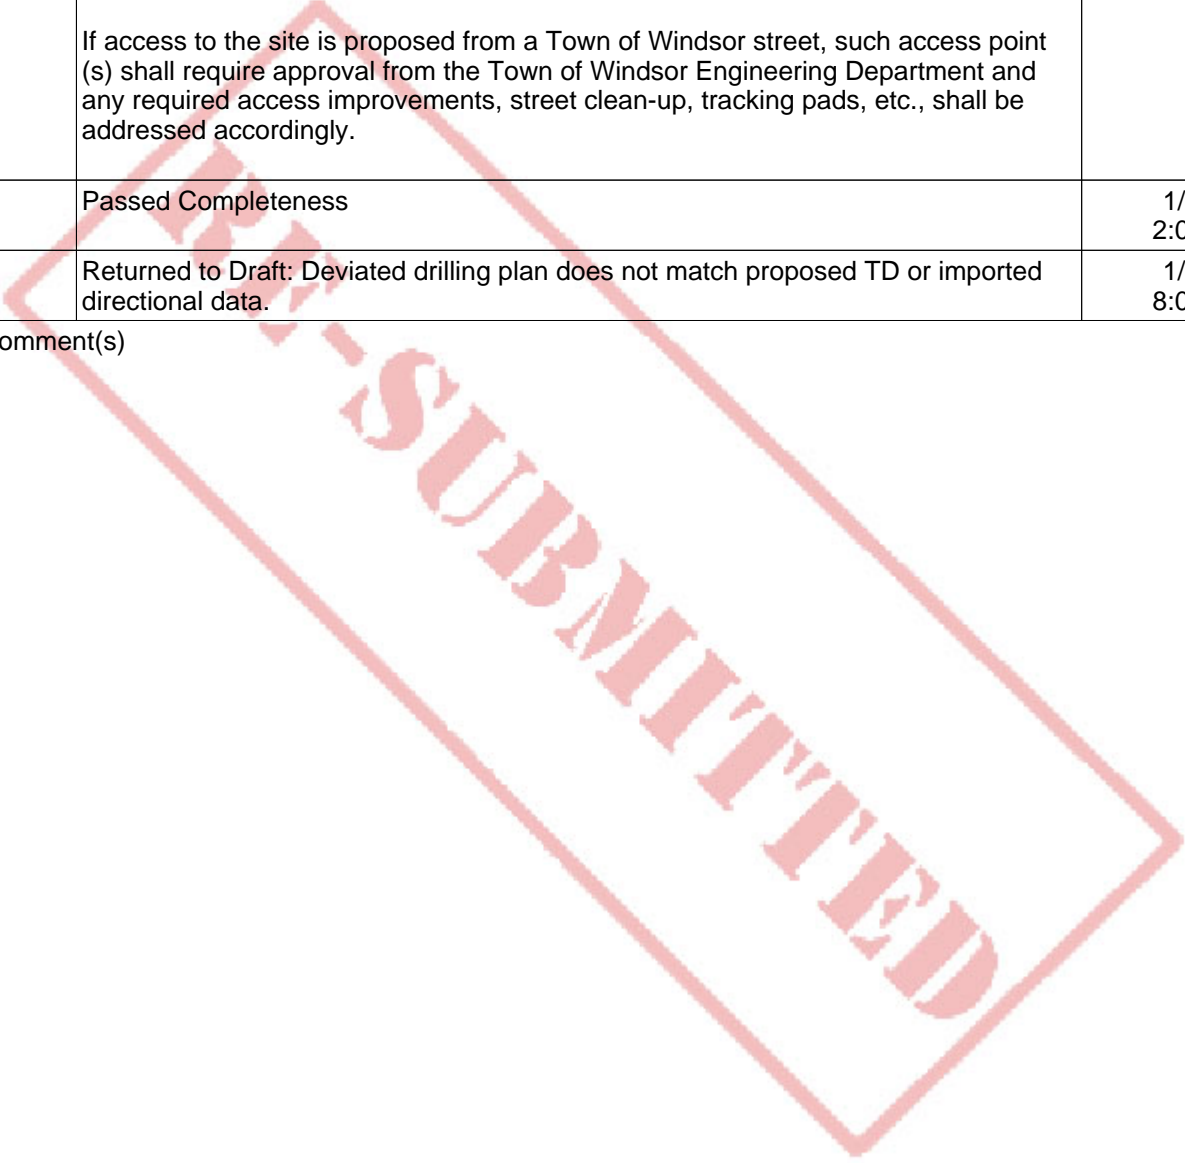 If access to the site is proposed from a Town of Windsor street, such access point
(s) shall require approval from the Town of Windsor Engineering Department and
any required access improvements, street clean-up, tracking pads, etc., shall be
addressed accordingly.
Passed Completeness
1/
2:0
Returned to Draft: Deviated drilling plan does not match proposed TD or imported
directional data.
1/
8:0
omment(s)
RE-SUBMITTED